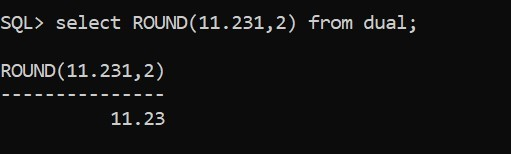 SQL> select ROUND(11.231,2) from dual;
ROUND(11.231,2)
---------------
11.23